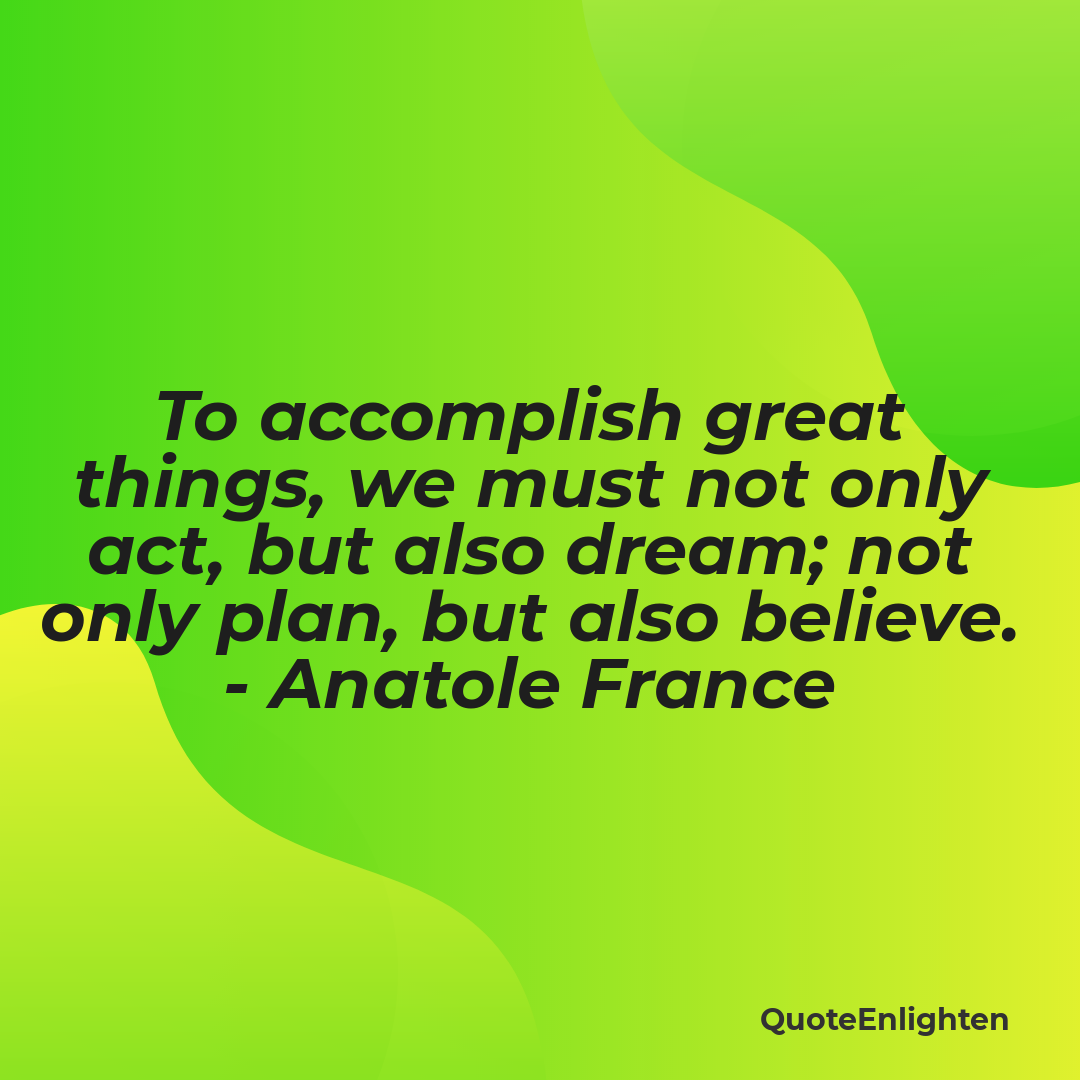 To accomplish great
things, we must not only
act, but also dream; not
only plan, but also believe.
- Anatole France
QuoteEnlighten